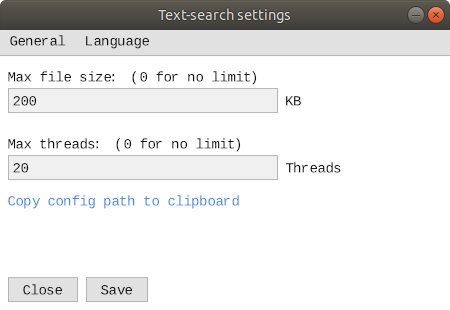 Text-search settings
General Language
Max file size: (0 for no limit)
200 KB
Max threads: (0 for no limit)
20 Threads
Copy config path to clipboard
Close Save